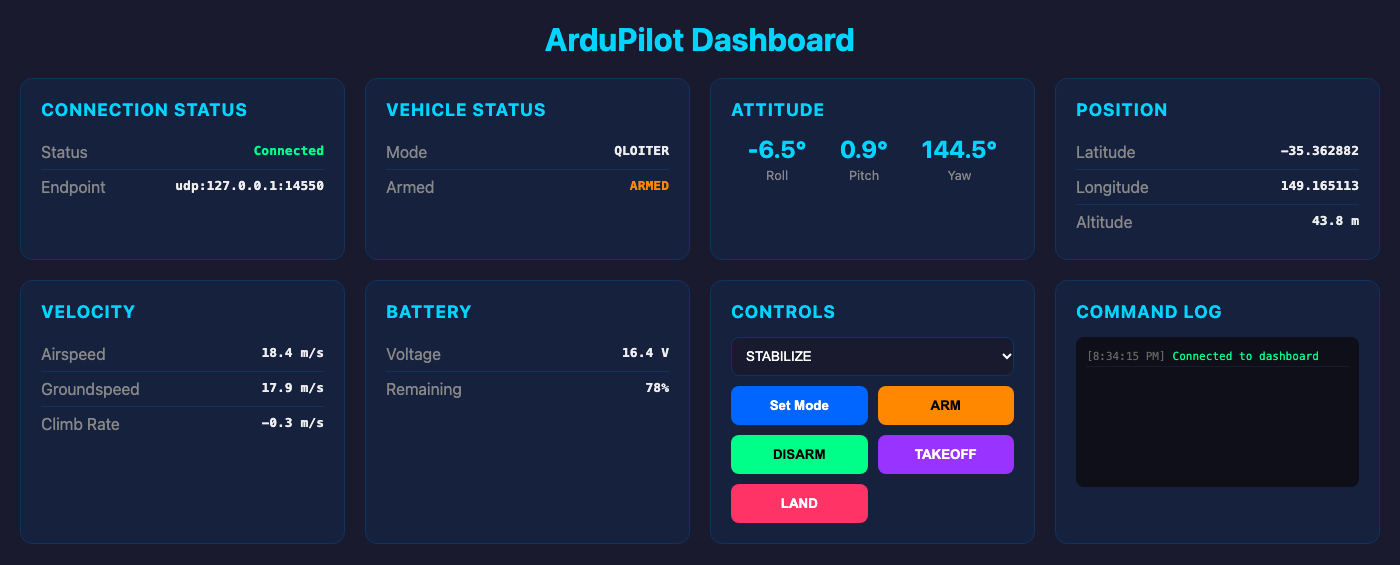 ArduPilot Dashboard
CONNECTION STATUS
Status Connected
Endpoint udp:127.0.0.1:14550
VEHICLE STATUS
Mode QLOITER
Armed ARMED
ATTITUDE
-6.5° 0.9° 144.5°
Roll Pitch Yaw
POSITION
Latitude -35.362882
Longitude 149.165113
Altitude 43.8 m
VELOCITY
Airspeed 18.4 m/s
Groundspeed 17.9 m/s
Climb Rate -0.3 m/s
BATTERY
Voltage 16.4 V
Remaining 78%
CONTROLS
STABILIZE
Set Mode ARM
DISARM TAKEOFF
LAND
COMMAND LOG
[8:34:15 PM] Connected to dashboard